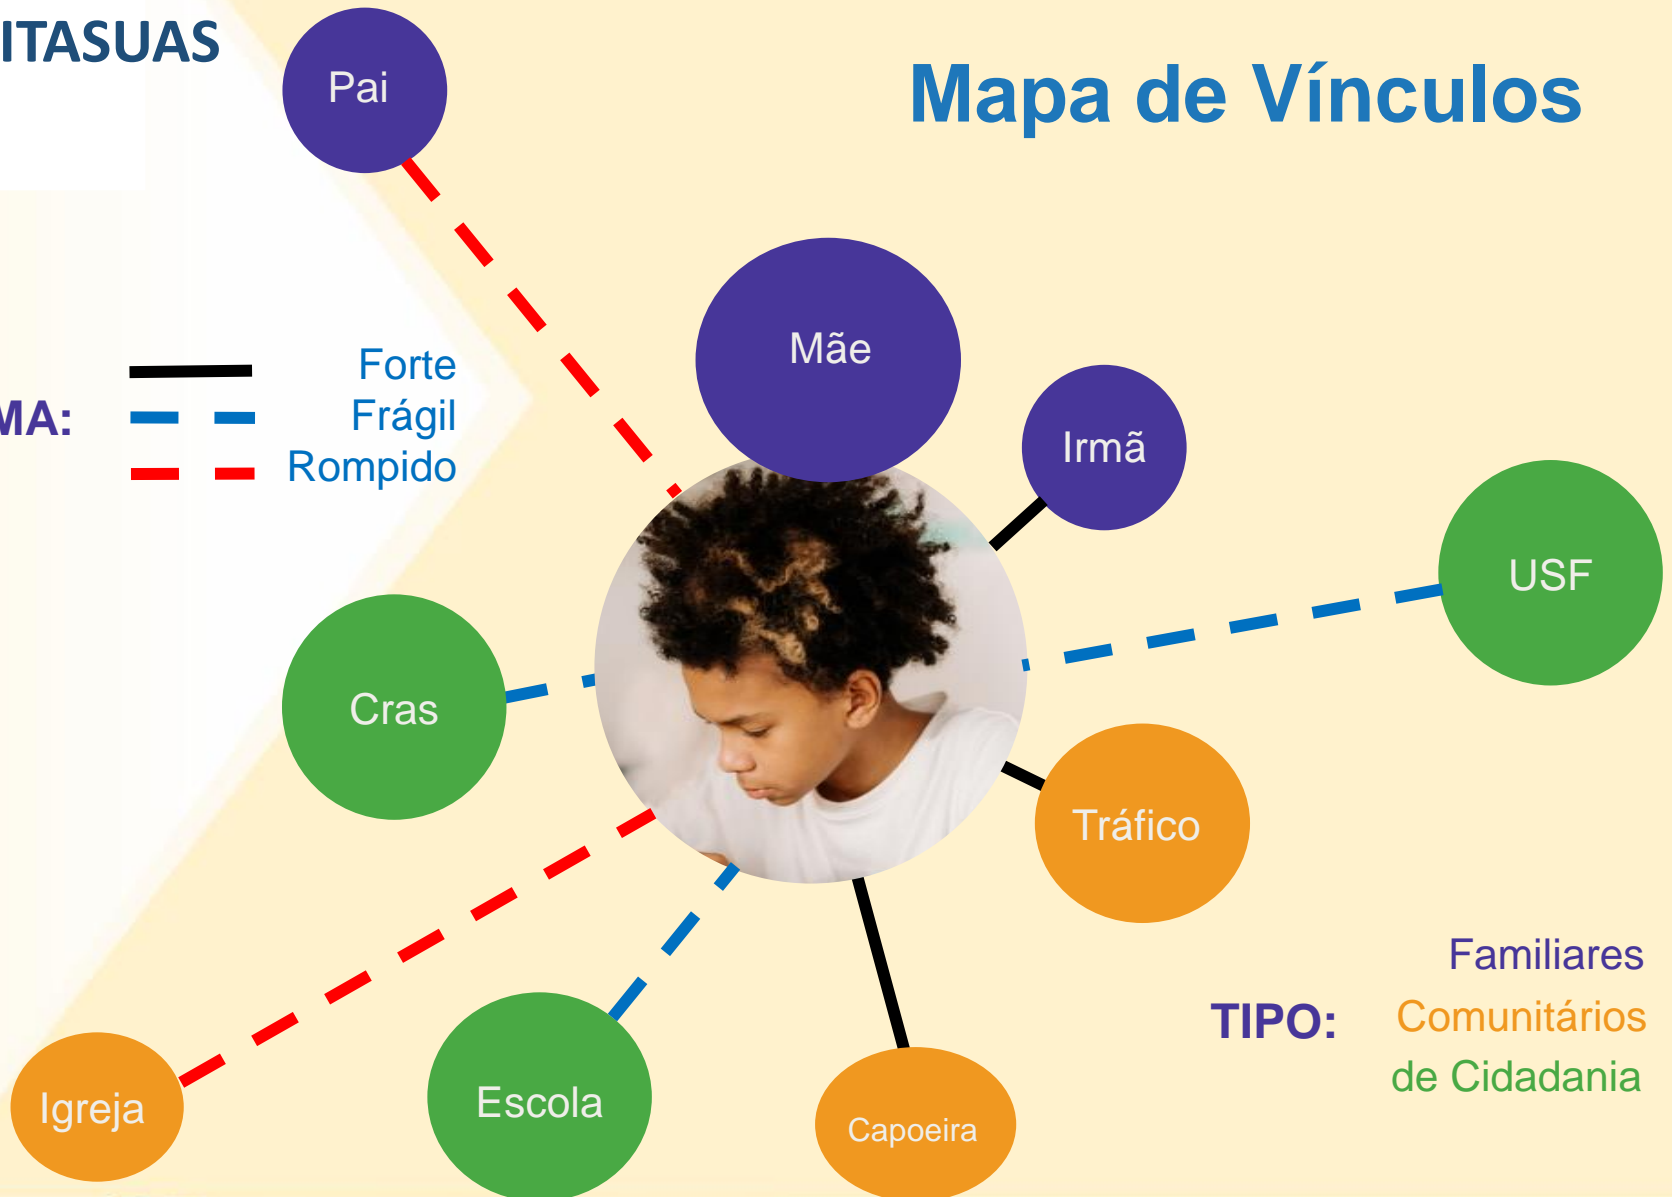 ITASUAS
Mapa de Vínculos
Pai
Mãe
Irmã
Forte
MA:
Frágil
Rompido
USF
Cras
Tráfico
Familiares
TIPO:
Comunitários
de Cidadania
Igreja
Escola
Capoeira